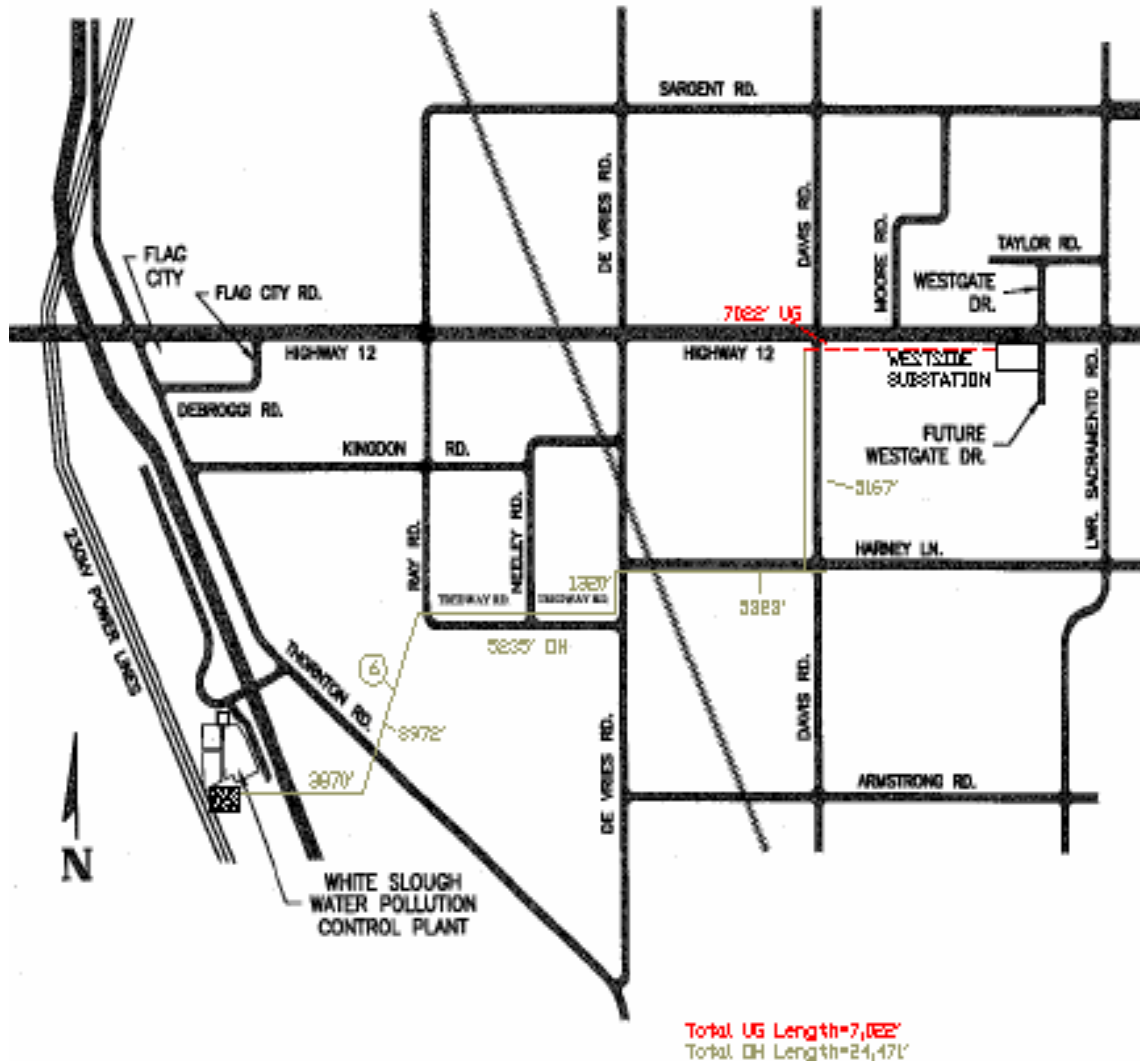 SARGENT RD.
DE VRIES RD.
DAVIS RD.
MOORE RD.
TAYLOR RD.
WESTGATE
DR.
FLAG
CITY
FLAG CITY RD.
7022' UG
HIGHWAY 12
HIGHWAY 12
WESTSIDE
SUBSTATION
DEBROGGI RD.
FUTURE
WESTGATE DR.
LWR. SACRAMENTO RD.
KINGDON RD.
RAY RD.
NEELEY RD.
5167'
HARNEY LN.
230KV POWER LINES
1320'
TREDWAY RD.
TREDWAY RD.
5323'
5235' OH
THORNTON RD.
6
DE VRIES RD.
DAVIS RD.
3870'
ARMSTRONG RD.
N
WHITE SLOUGH
WATER POLLUTION
CONTROL PLANT
Total UG Length=7,022'
Total OH Length=24,471'